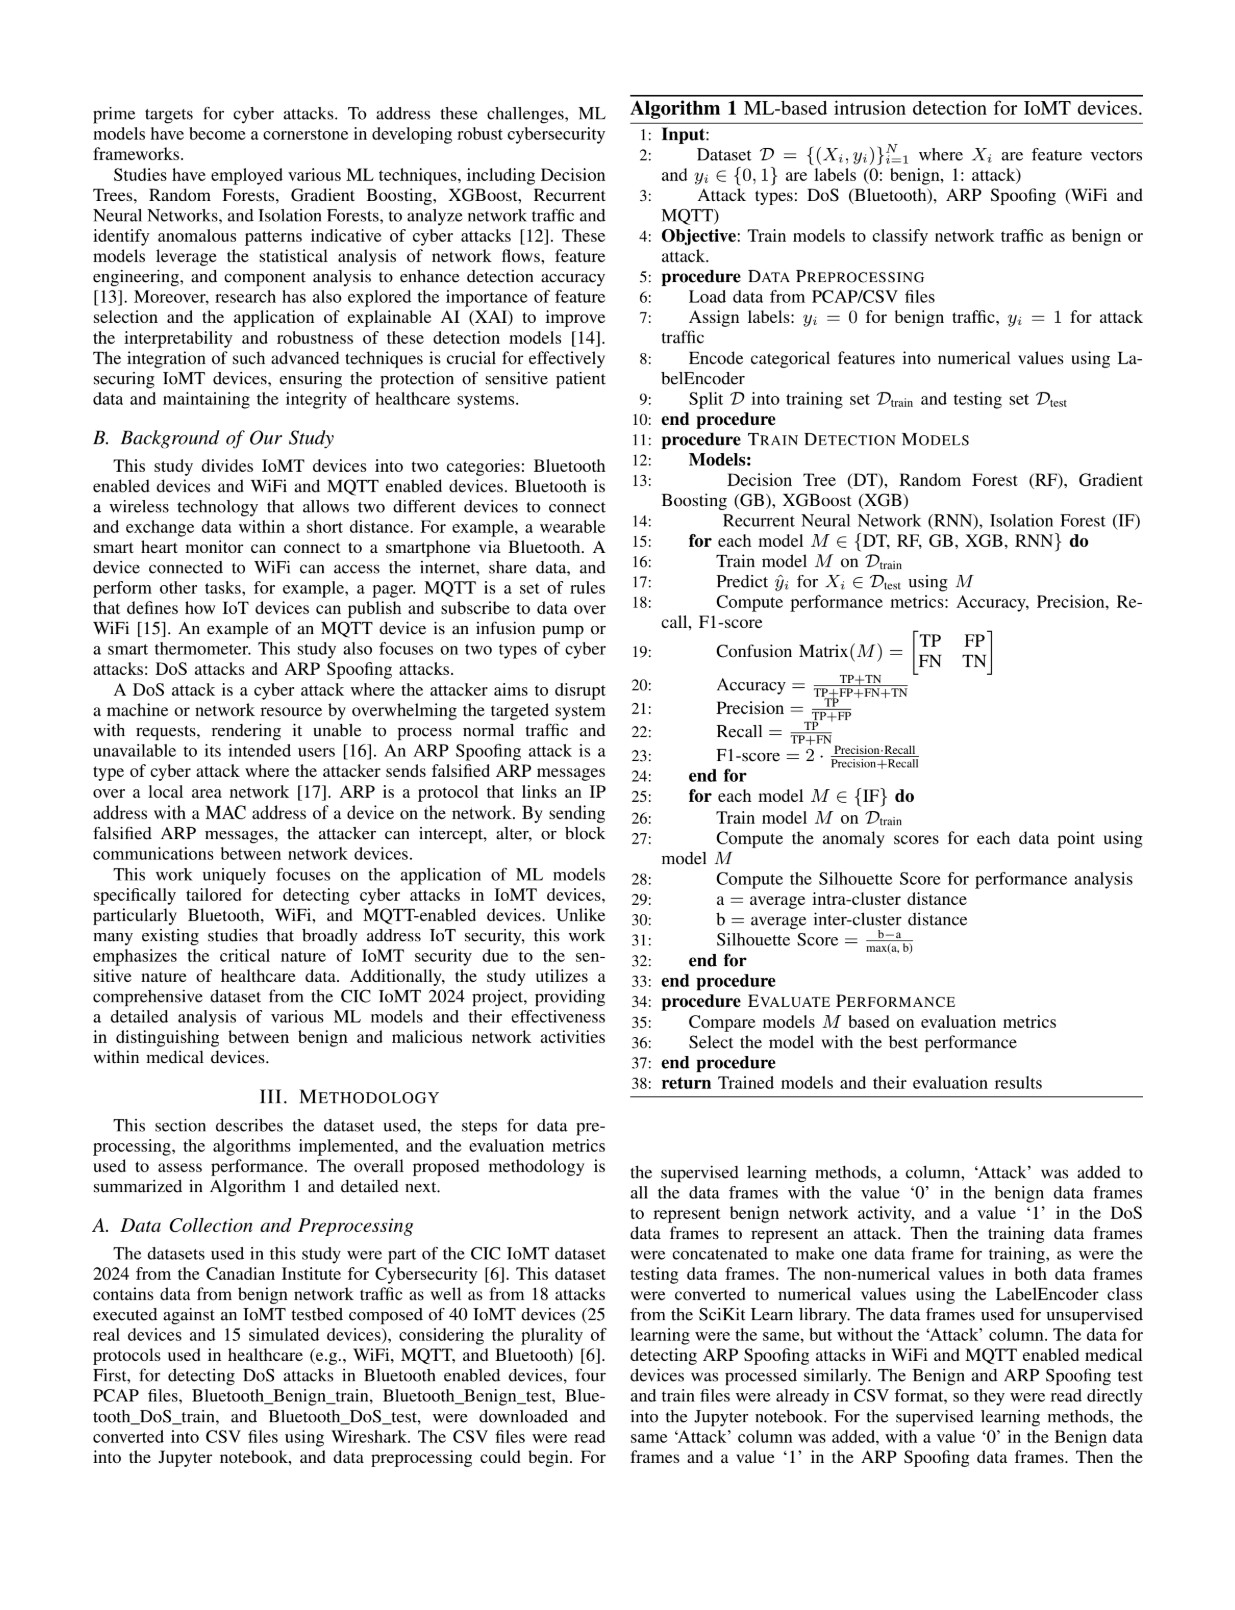 prime targets for cyber attacks. To address these challenges, ML
models have become a cornerstone in developing robust cybersecurity
frameworks.
Studies have employed various ML techniques, including Decision
Trees, Random Forests, Gradient Boosting, XGBoost, Recurrent
Neural Networks, and Isolation Forests, to analyze network traffic and
identify anomalous patterns indicative of cyber attacks [12]. These
models leverage the statistical analysis of network flows, feature
engineering, and component analysis to enhance detection accuracy
[13]. Moreover, research has also explored the importance of feature
selection and the application of explainable AI (XAI) to improve
the interpretability and robustness of these detection models [14].
The integration of such advanced techniques is crucial for effectively
securing IoMT devices, ensuring the protection of sensitive patient
data and maintaining the integrity of healthcare systems.
B. Background of Our Study
This study divides IoMT devices into two categories: Bluetooth
enabled devices and WiFi and MQTT enabled devices. Bluetooth is
a wireless technology that allows two different devices to connect
and exchange data within a short distance. For example, a wearable
smart heart monitor can connect to a smartphone via Bluetooth. A
device connected to WiFi can access the internet, share data, and
perform other tasks, for example, a pager. MQTT is a set of rules
that defines how IoT devices can publish and subscribe to data over
WiFi [15]. An example of an MQTT device is an infusion pump or
a smart thermometer. This study also focuses on two types of cyber
attacks: DoS attacks and ARP Spoofing attacks.
A DoS attack is a cyber attack where the attacker aims to disrupt
a machine or network resource by overwhelming the targeted system
with requests, rendering it unable to process normal traffic and
unavailable to its intended users [16]. An ARP Spoofing attack is a
type of cyber attack where the attacker sends falsified ARP messages
over a local area network [17]. ARP is a protocol that links an IP
address with a MAC address of a device on the network. By sending
falsified ARP messages, the attacker can intercept, alter, or block
communications between network devices.
This work uniquely focuses on the application of ML models
specifically tailored for detecting cyber attacks in IoMT devices,
particularly Bluetooth, WiFi, and MQTT-enabled devices. Unlike
many existing studies that broadly address IoT security, this work
emphasizes the critical nature of IoMT security due to the sen-
sitive nature of healthcare data. Additionally, the study utilizes a
comprehensive dataset from the CIC IoMT 2024 project, providing
a detailed analysis of various ML models and their effectiveness
in distinguishing between benign and malicious network activities
within medical devices.
III. METHODOLOGY
This section describes the dataset used, the steps for data pre-
processing, the algorithms implemented, and the evaluation metrics
used to assess performance. The overall proposed methodology is
summarized in Algorithm 1 and detailed next.
A. Data Collection and Preprocessing
The datasets used in this study were part of the CIC IoMT dataset
2024 from the Canadian Institute for Cybersecurity [6]. This dataset
contains data from benign network traffic as well as from 18 attacks
executed against an IoMT testbed composed of 40 IoMT devices (25
real devices and 15 simulated devices), considering the plurality of
protocols used in healthcare (e.g., WiFi, MQTT, and Bluetooth) [6].
First, for detecting DoS attacks in Bluetooth enabled devices, four
PCAP files, Bluetooth_Benign_train, Bluetooth_Benign_test, Blue-
tooth_DoS_train, and Bluetooth_DoS_test, were downloaded and
converted into CSV files using Wireshark. The CSV files were read
into the Jupyter notebook, and data preprocessing could begin. For
Algorithm 1 ML-based intrusion detection for IoMT devices.
1: Input:
2: Dataset 𝒟 = {(X_i, y_i)}_{i=1}^N where X_i are feature vectors
and y_i ∈ {0, 1} are labels (0: benign, 1: attack)
3: Attack types: DoS (Bluetooth), ARP Spoofing (WiFi and
MQTT)
4: Objective: Train models to classify network traffic as benign or
attack.
5: procedure DATA PREPROCESSING
6: Load data from PCAP/CSV files
7: Assign labels: y_i = 0 for benign traffic, y_i = 1 for attack
traffic
8: Encode categorical features into numerical values using La-
belEncoder
9: Split 𝒟 into training set 𝒟_train and testing set 𝒟_test
10: end procedure
11: procedure TRAIN DETECTION MODELS
12: Models:
13: Decision Tree (DT), Random Forest (RF), Gradient
Boosting (GB), XGBoost (XGB)
14: Recurrent Neural Network (RNN), Isolation Forest (IF)
15: for each model M ∈ {DT, RF, GB, XGB, RNN} do
16: Train model M on 𝒟_train
17: Predict ŷ_i for X_i ∈ 𝒟_test using M
18: Compute performance metrics: Accuracy, Precision, Re-
call, F1-score
19: Confusion Matrix(M) = [TP FP
FN TN]
20: Accuracy = (TP+TN)/(TP+FP+FN+TN)
21: Precision = TP/(TP+FP)
22: Recall = TP/(TP+FN)
23: F1-score = 2 · (Precision·Recall)/(Precision+Recall)
24: end for
25: for each model M ∈ {IF} do
26: Train model M on 𝒟_train
27: Compute the anomaly scores for each data point using
model M
28: Compute the Silhouette Score for performance analysis
29: a = average intra-cluster distance
30: b = average inter-cluster distance
31: Silhouette Score = (b−a)/max(a, b)
32: end for
33: end procedure
34: procedure EVALUATE PERFORMANCE
35: Compare models M based on evaluation metrics
36: Select the model with the best performance
37: end procedure
38: return Trained models and their evaluation results
the supervised learning methods, a column, ‘Attack’ was added to
all the data frames with the value ‘0’ in the benign data frames
to represent benign network activity, and a value ‘1’ in the DoS
data frames to represent an attack. Then the training data frames
were concatenated to make one data frame for training, as were the
testing data frames. The non-numerical values in both data frames
were converted to numerical values using the LabelEncoder class
from the SciKit Learn library. The data frames used for unsupervised
learning were the same, but without the ‘Attack’ column. The data for
detecting ARP Spoofing attacks in WiFi and MQTT enabled medical
devices was processed similarly. The Benign and ARP Spoofing test
and train files were already in CSV format, so they were read directly
into the Jupyter notebook. For the supervised learning methods, the
same ‘Attack’ column was added, with a value ‘0’ in the Benign data
frames and a value ‘1’ in the ARP Spoofing data frames. Then the